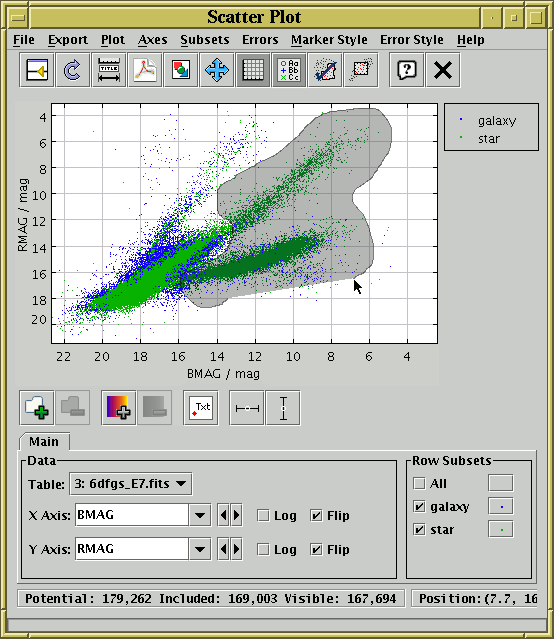 Scatter Plot
File Export Plot Axes Subsets Errors Marker Style Error Style Help
TITLE
Aa
Bb
Cc
?
galaxy
star
4
6
8
10
12
14
16
18
20
RMAG / mag
22 20 18 16 14 12 10 8 6 4
BMAG / mag
Txt
Main
Data
Table: 3: 6dfgs_E7.fits
X Axis: BMAG Log Flip
Y Axis: RMAG Log Flip
Row Subsets
All
galaxy
star
Potential: 179,262 Included: 169,003 Visible: 167,694 Position:(7.7, 16